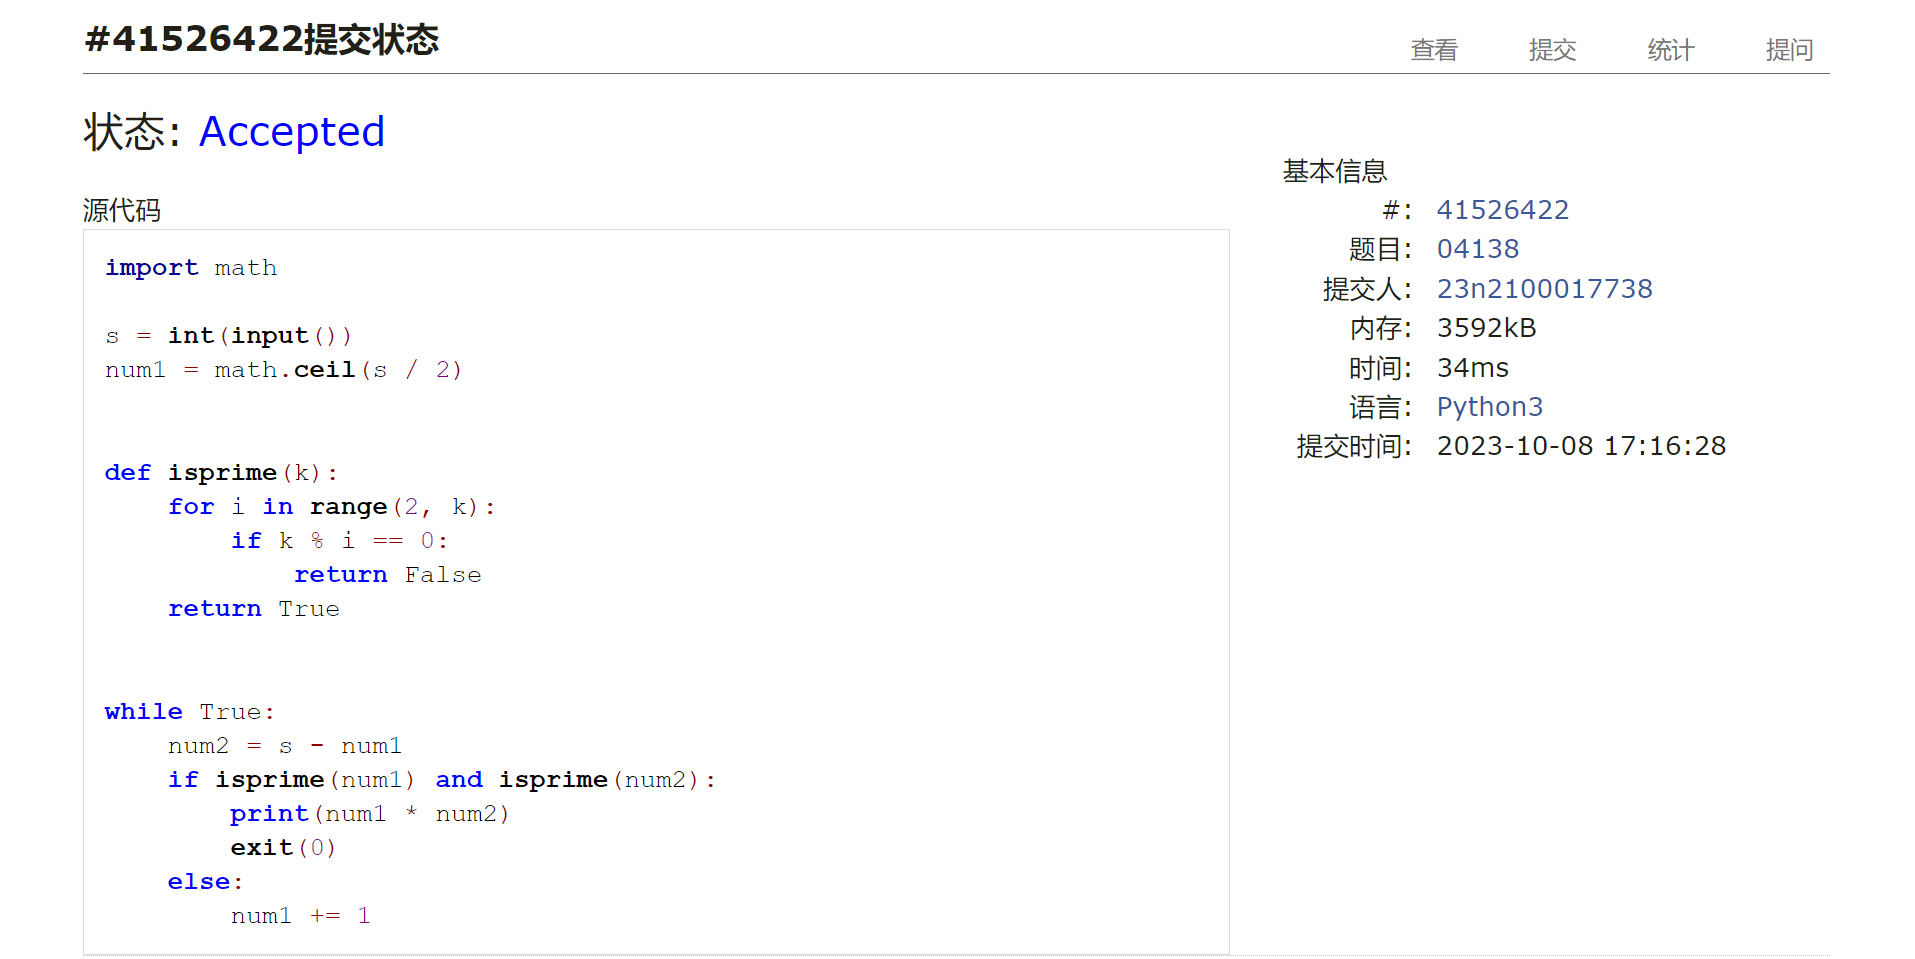 #41526422提交状态
查看 提交 统计 提问
状态: Accepted
源代码
import math

s = int(input())
num1 = math.ceil(s / 2)


def isprime(k):
    for i in range(2, k):
        if k % i == 0:
            return False
    return True


while True:
    num2 = s - num1
    if isprime(num1) and isprime(num2):
        print(num1 * num2)
        exit(0)
    else:
        num1 += 1
基本信息
#: 41526422
题目: 04138
提交人: 23n2100017738
内存: 3592kB
时间: 34ms
语言: Python3
提交时间: 2023-10-08 17:16:28